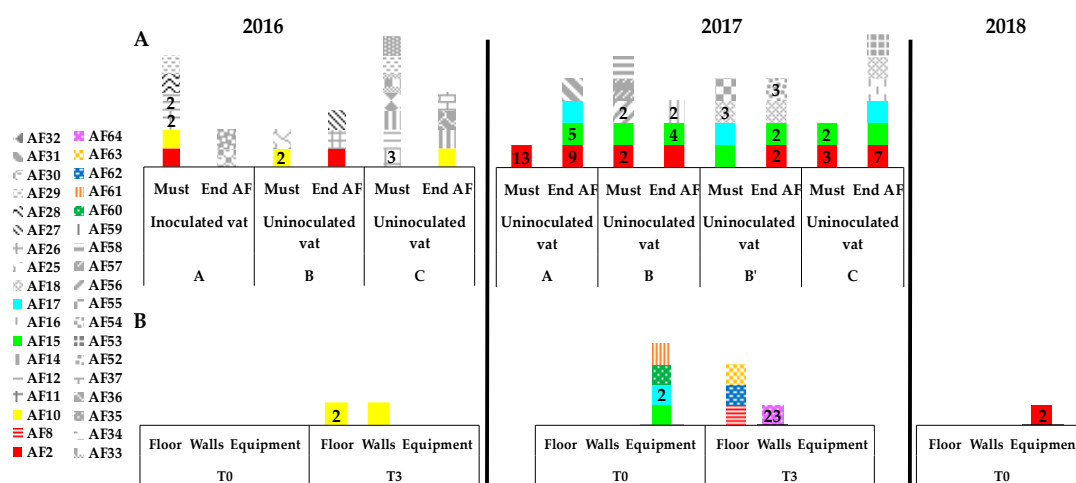 2016 2017 2018
A
2
2
2
3
13
5
9
2
2
2
4
3
3
2
2
2
3
7
Must End AF Must End AF Must End AF Must End AF Must End AF Must End AF Must End AF
Inoculated vat Uninoculated vat Uninoculated vat Uninoculated vat Uninoculated vat Uninoculated vat Uninoculated vat
A B C A B B' C
AF32 AF64
AF31 AF63
AF30 AF62
AF29 AF61
AF28 AF60
AF27 AF59
AF26 AF58
AF25 AF57
AF18 AF56
AF17 AF55
AF16 AF54
AF15 AF53
AF14 AF52
AF12 AF37
AF11 AF36
AF10 AF35
AF8 AF34
AF2 AF33
B
2
2
23
2
Floor Walls Equipment Floor Walls Equipment Floor Walls Equipment Floor Walls Equipment Floor Walls Equipment
T0 T3 T0 T3 T0